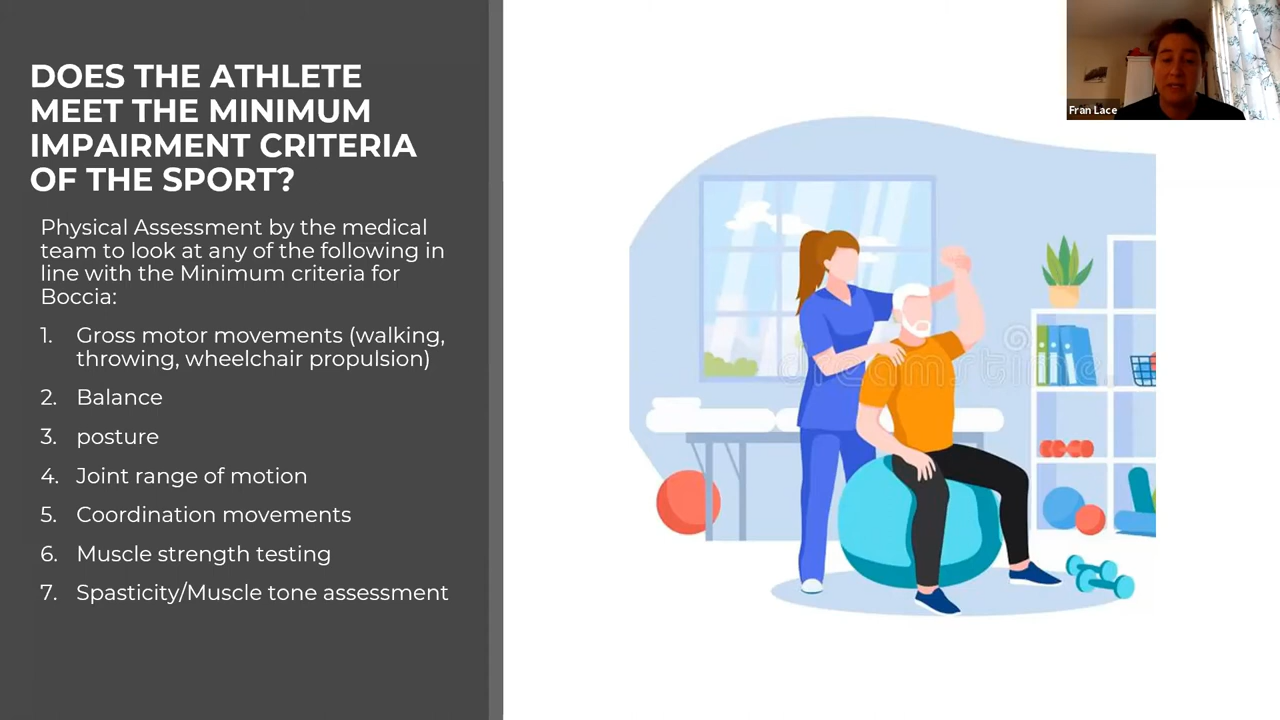 DOES THE ATHLETE
MEET THE MINIMUM
IMPAIRMENT CRITERIA
OF THE SPORT?
Physical Assessment by the medical
team to look at any of the following in
line with the Minimum criteria for
Boccia:
1. Gross motor movements (walking,
throwing, wheelchair propulsion)
2. Balance
3. posture
4. Joint range of motion
5. Coordination movements
6. Muscle strength testing
7. Spasticity/Muscle tone assessment
Fran Lace
dreamstime